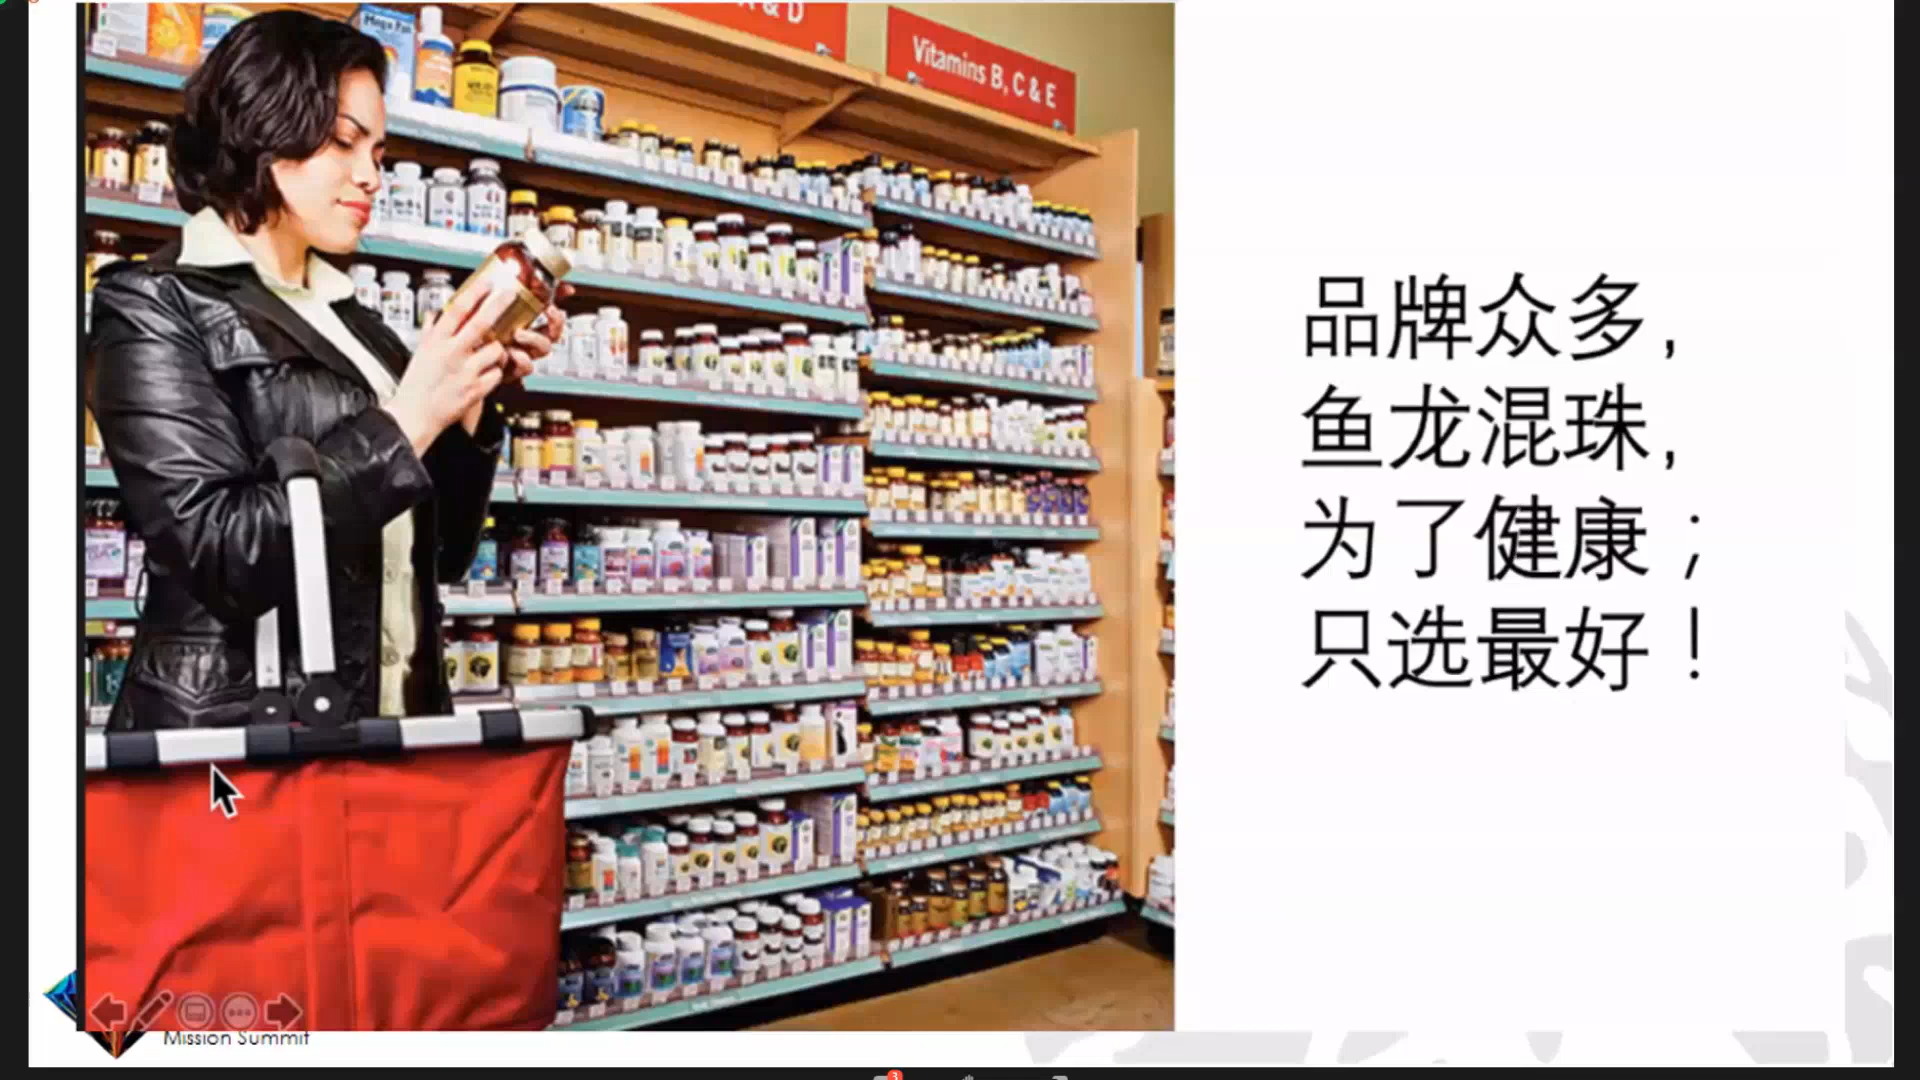 & D
Vitamins B, C & E
品牌众多，
鱼龙混珠，
为了健康；
只选最好！
Mission Summit
3